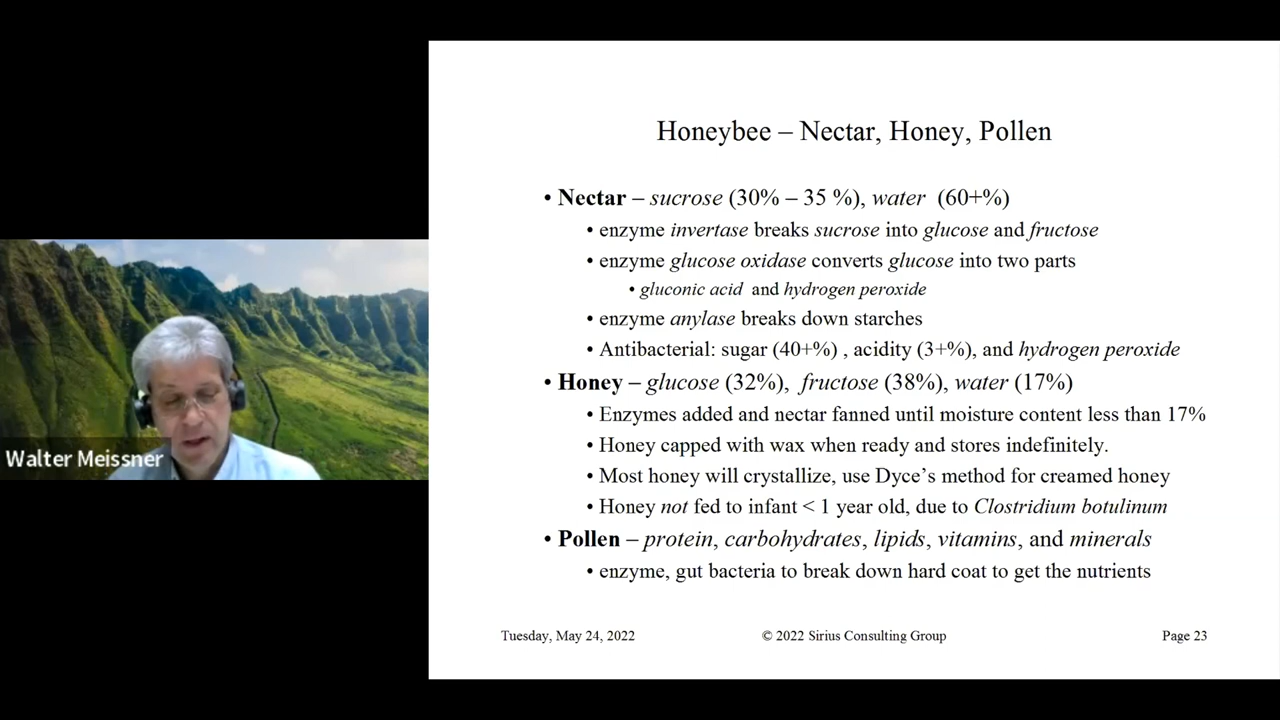 Honeybee – Nectar, Honey, Pollen
• Nectar – sucrose (30% – 35 %), water (60+%)
• enzyme invertase breaks sucrose into glucose and fructose
• enzyme glucose oxidase converts glucose into two parts
• gluconic acid and hydrogen peroxide
• enzyme anylase breaks down starches
• Antibacterial: sugar (40+%) , acidity (3+%), and hydrogen peroxide
• Honey – glucose (32%), fructose (38%), water (17%)
• Enzymes added and nectar fanned until moisture content less than 17%
• Honey capped with wax when ready and stores indefinitely.
• Most honey will crystallize, use Dyce’s method for creamed honey
• Honey not fed to infant < 1 year old, due to Clostridium botulinum
• Pollen – protein, carbohydrates, lipids, vitamins, and minerals
• enzyme, gut bacteria to break down hard coat to get the nutrients
Tuesday, May 24, 2022 © 2022 Sirius Consulting Group Page 23
Walter Meissner